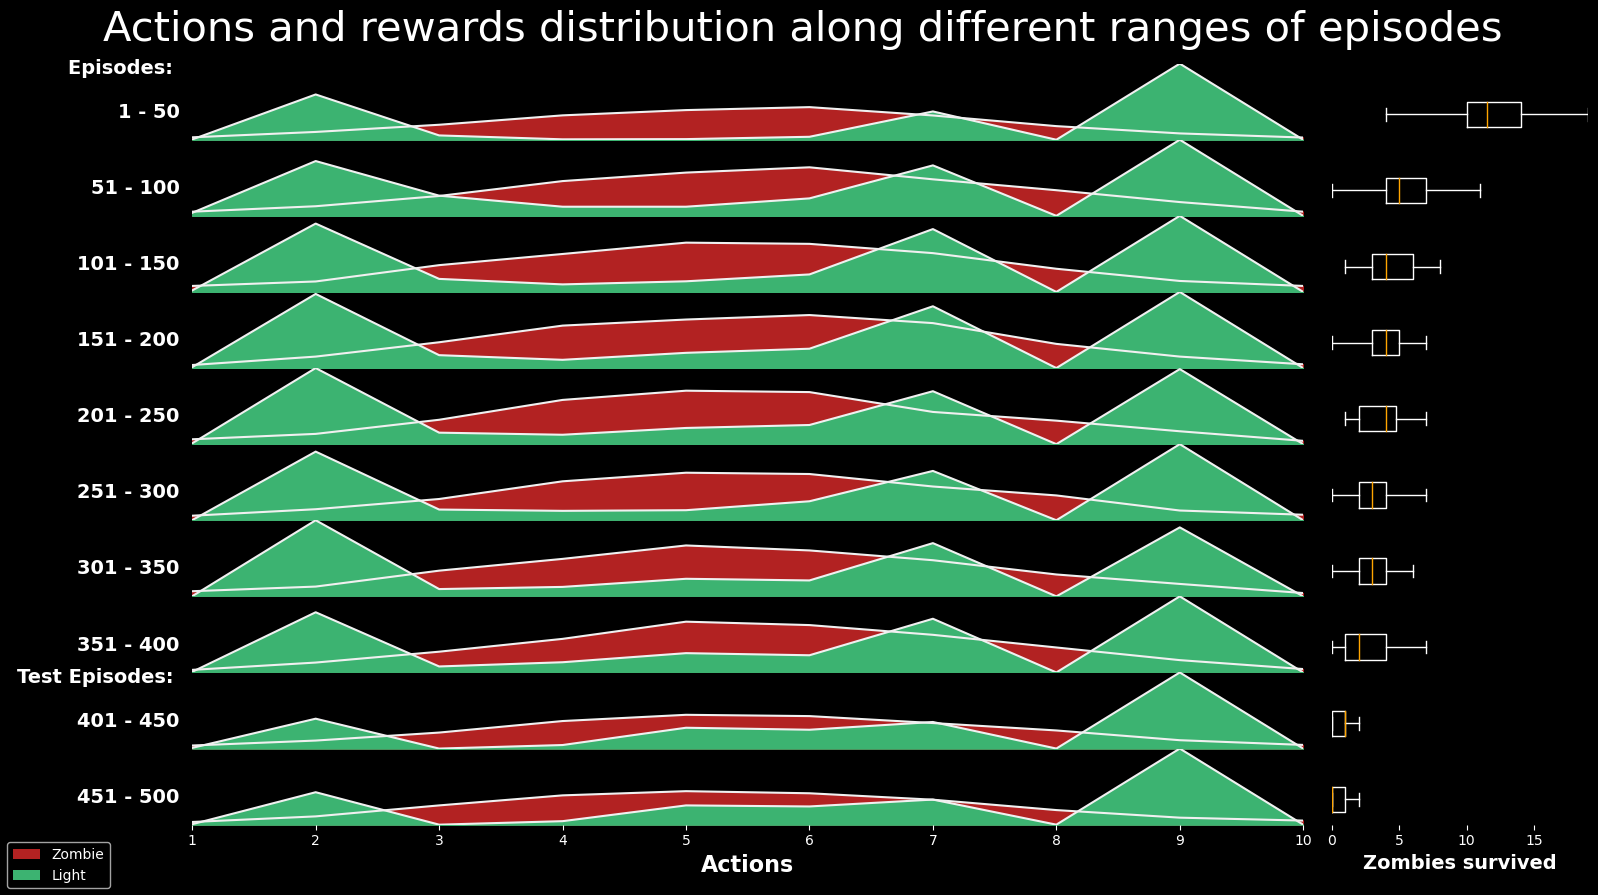 Actions and rewards distribution along different ranges of episodes
Episodes:
1 - 50
51 - 100
101 - 150
151 - 200
201 - 250
251 - 300
301 - 350
351 - 400
Test Episodes:
401 - 450
451 - 500
1 2 3 4 5 6 7 8 9 10
0 5 10 15
Actions
Zombies survived
Zombie
Light